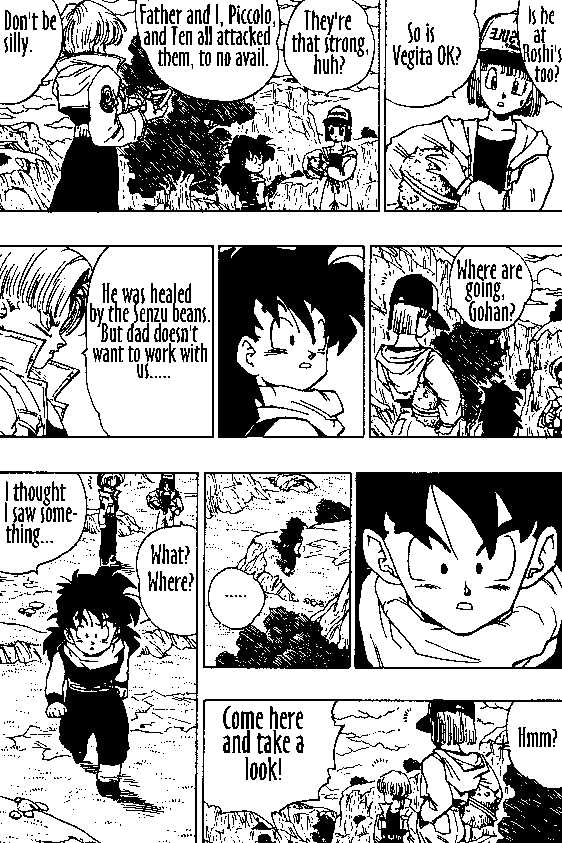 Don't be
silly.
Father and I, Piccolo,
and Ten all attacked
them, to no avail.
They're
that strong,
huh?
So is
Vegita OK?
Is he
at
Roshi's
too?
He was healed
by the Senzu beans.
But dad doesn't
want to work with
us.....
Where are
going,
Gohan?
I thought
I saw some-
thing...
What?
Where?
.....
Come here
and take a
look!
Hmm?